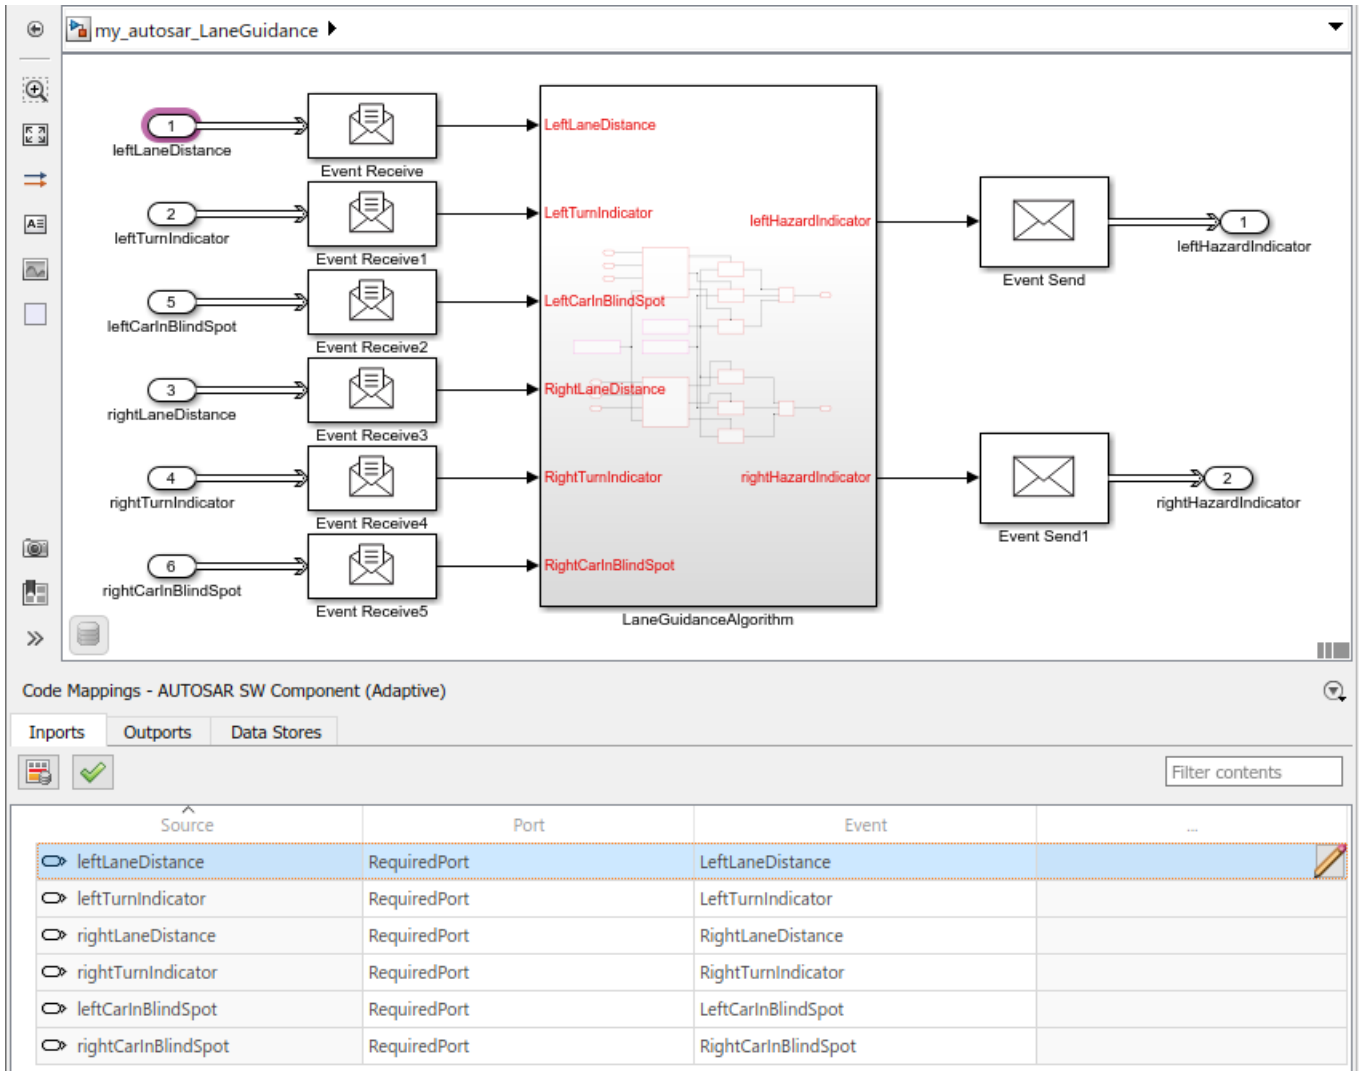 my_autosar_LaneGuidance
1
leftLaneDistance
Event Receive
LeftLaneDistance
2
leftTurnIndicator
Event Receive1
LeftTurnIndicator
leftHazardIndicator
Event Send
1
leftHazardIndicator
5
leftCarInBlindSpot
Event Receive2
LeftCarInBlindSpot
3
rightLaneDistance
Event Receive3
RightLaneDistance
4
rightTurnIndicator
Event Receive4
RightTurnIndicator
rightHazardIndicator
Event Send1
2
rightHazardIndicator
6
rightCarInBlindSpot
Event Receive5
RightCarInBlindSpot
LaneGuidanceAlgorithm
Code Mappings - AUTOSAR SW Component (Adaptive)
Inports Outports Data Stores
Filter contents
Source Port Event ...
leftLaneDistance RequiredPort LeftLaneDistance
leftTurnIndicator RequiredPort LeftTurnIndicator
rightLaneDistance RequiredPort RightLaneDistance
rightTurnIndicator RequiredPort RightTurnIndicator
leftCarInBlindSpot RequiredPort LeftCarInBlindSpot
rightCarInBlindSpot RequiredPort RightCarInBlindSpot